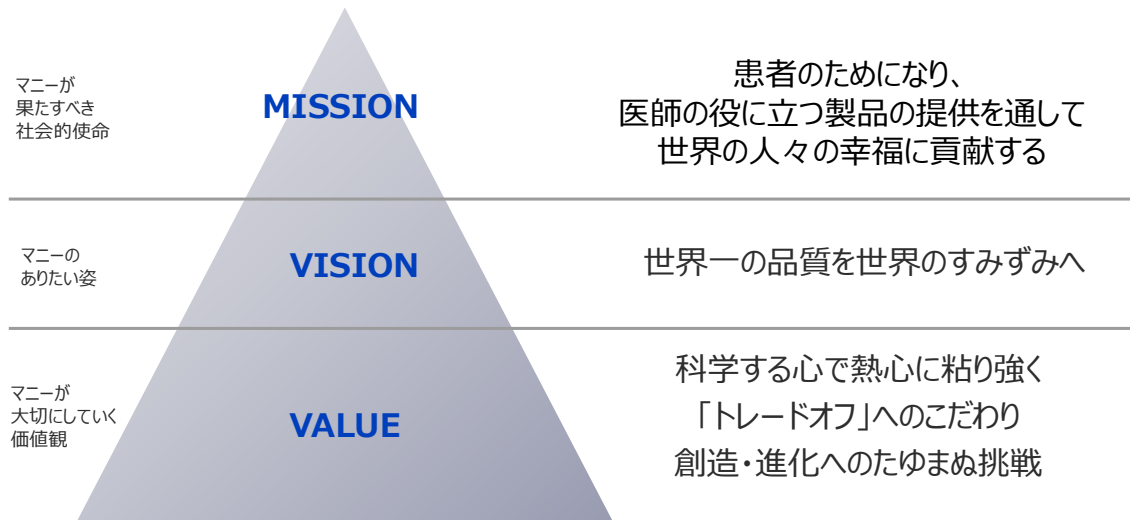 マニーが
果たすべき
社会的使命
MISSION
患者のためになり、
医師の役に立つ製品の提供を通して
世界の人々の幸福に貢献する
マニーの
ありたい姿
VISION
世界一の品質を世界のすみずみへ
マニーが
大切にしていく
価値観
VALUE
科学する心で熱心に粘り強く
「トレードオフ」へのこだわり
創造・進化へのたゆまぬ挑戦